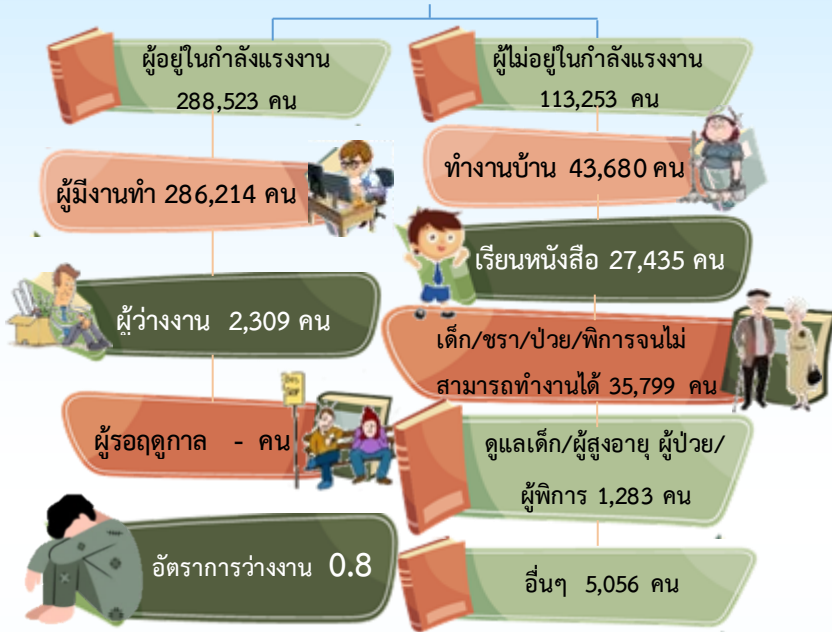 ผู้อยู่ในกำลังแรงงาน
288,523 คน
ผู้มีงานทำ 286,214 คน
ผู้ว่างงาน 2,309 คน
ผู้รอฤดูกาล - คน
อัตราการว่างงาน 0.8
ผู้ไม่อยู่ในกำลังแรงงาน
113,253 คน
ทำงานบ้าน 43,680 คน
เรียนหนังสือ 27,435 คน
เด็ก/ชรา/ป่วย/พิการจนไม่
สามารถทำงานได้ 35,799 คน
ดูแลเด็ก/ผู้สูงอายุ ผู้ป่วย/
ผู้พิการ 1,283 คน
อื่นๆ 5,056 คน